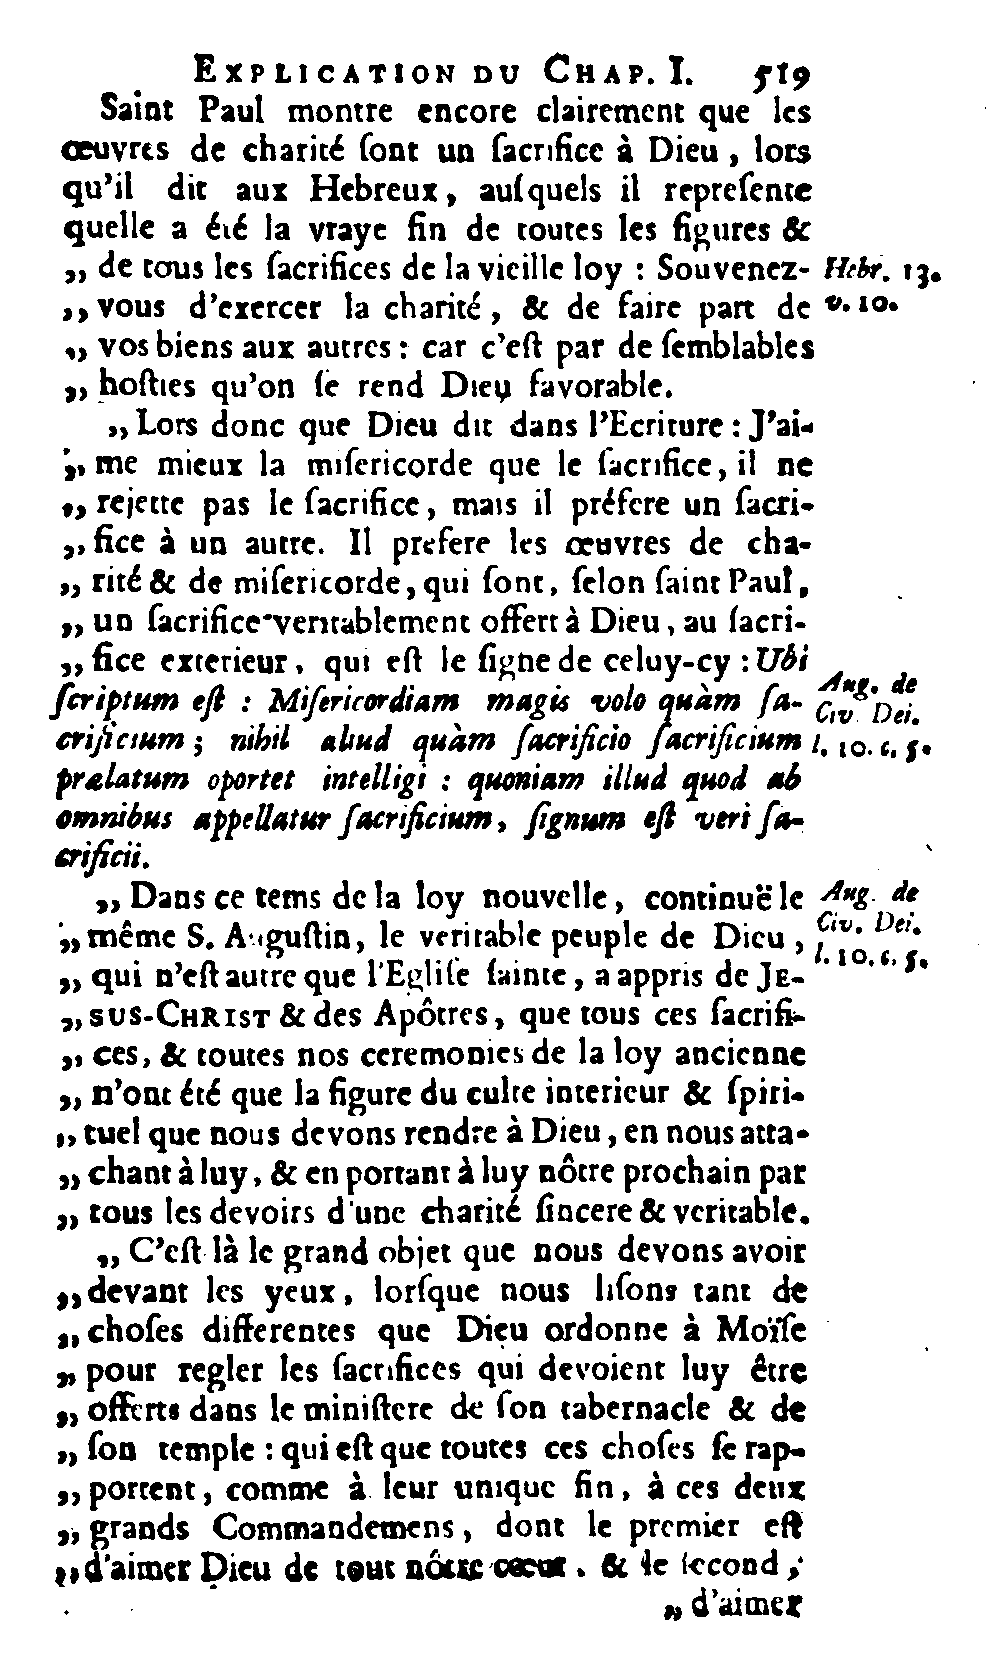 EXPLICATION DU CHAP. I. 519
Saint Paul montre encore clairement que les
œuvres de charité ſont un ſacrifice à Dieu, lors
qu'il dit aux Hebreux, auſquels il repreſente
quelle a été la vraye fin de toutes les figures &
„ de tous les ſacrifices de la vieille loy : Souvenez- Hebr. 13.
„ vous d'exercer la charité, & de faire part de v. 10.
„ vos biens aux autres : car c'eſt par de ſemblables
„ hoſties qu'on ſe rend Dieu favorable.
„ Lors donc que Dieu dit dans l'Ecriture : J'ai-
„ me mieux la miſericorde que le ſacrifice, il ne
„ rejette pas le ſacrifice, mais il préfere un ſacri-
„ fice à un autre. Il prefere les œuvres de cha-
„ rité & de miſericorde, qui ſont, ſelon ſaint Paul,
„ un ſacrifice veritablement offert à Dieu, au ſacri-
„ fice exterieur, qui eſt le ſigne de celuy-cy : Ubi
ſcriptum eſt : Miſericordiam magis volo quàm ſa- Aug. de Civ. Dei.
crificium ; nihil aliud quàm ſacrificio ſacrificium l. 10. c. 5.
prælatum oportet intelligi : quoniam illud quod ab
omnibus appellatur ſacrificium, ſignum eſt veri ſa-
crificii.
„ Dans ce tems de la loy nouvelle, continuë le Aug. de
„ même S. Auguſtin, le veritable peuple de Dieu, Civ. Dei.
„ qui n'eſt autre que l'Egliſe ſainte, a appris de JE- l. 10. c. 5.
„ SUS-CHRIST & des Apôtres, que tous ces ſacrifi-
„ ces, & toutes nos ceremonies de la loy ancienne
„ n'ont été que la figure du culte interieur & ſpiri-
„ tuel que nous devons rendre à Dieu, en nous atta-
„ chant à luy, & en portant à luy nôtre prochain par
„ tous les devoirs d'une charité ſincere & veritable.
„ C'eſt là le grand objet que nous devons avoir
„ devant les yeux, lorſque nous liſons tant de
„ choſes differentes que Dieu ordonne à Moïſe
„ pour regler les ſacrifices qui devoient luy être
„ offerts dans le miniſtere de ſon tabernacle & de
„ ſon temple : qui eſt que toutes ces choſes ſe rap-
„ portent, comme à leur unique fin, à ces deux
„ grands Commandemens, dont le premier eſt
„ d'aimer Dieu de tout nôtre cœur, & le ſecond,
„ d'aimer